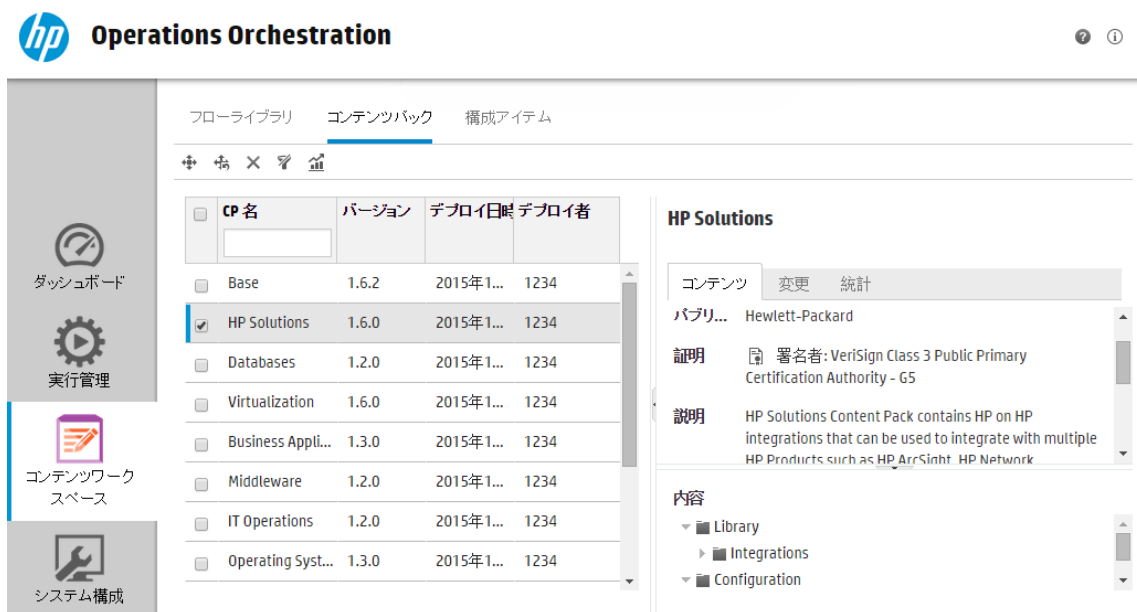 hp Operations Orchestration
フローライブラリ コンテンツパック 構成アイテム
CP 名 バージョン デプロイ日時 デプロイ者
Base 1.6.2 2015年1... 1234
HP Solutions 1.6.0 2015年1... 1234
Databases 1.2.0 2015年1... 1234
Virtualization 1.6.0 2015年1... 1234
Business Appli... 1.3.0 2015年1... 1234
Middleware 1.2.0 2015年1... 1234
IT Operations 1.2.0 2015年1... 1234
Operating Syst... 1.3.0 2015年1... 1234
ダッシュボード
実行管理
コンテンツワーク
スペース
システム構成
HP Solutions
コンテンツ 変更 統計
パブリ... Hewlett-Packard
証明 署名者: VeriSign Class 3 Public Primary
Certification Authority - G5
説明 HP Solutions Content Pack contains HP on HP
integrations that can be used to integrate with multiple
HP Products such as HP ArcSight, HP Network
内容
Library
Integrations
Configuration